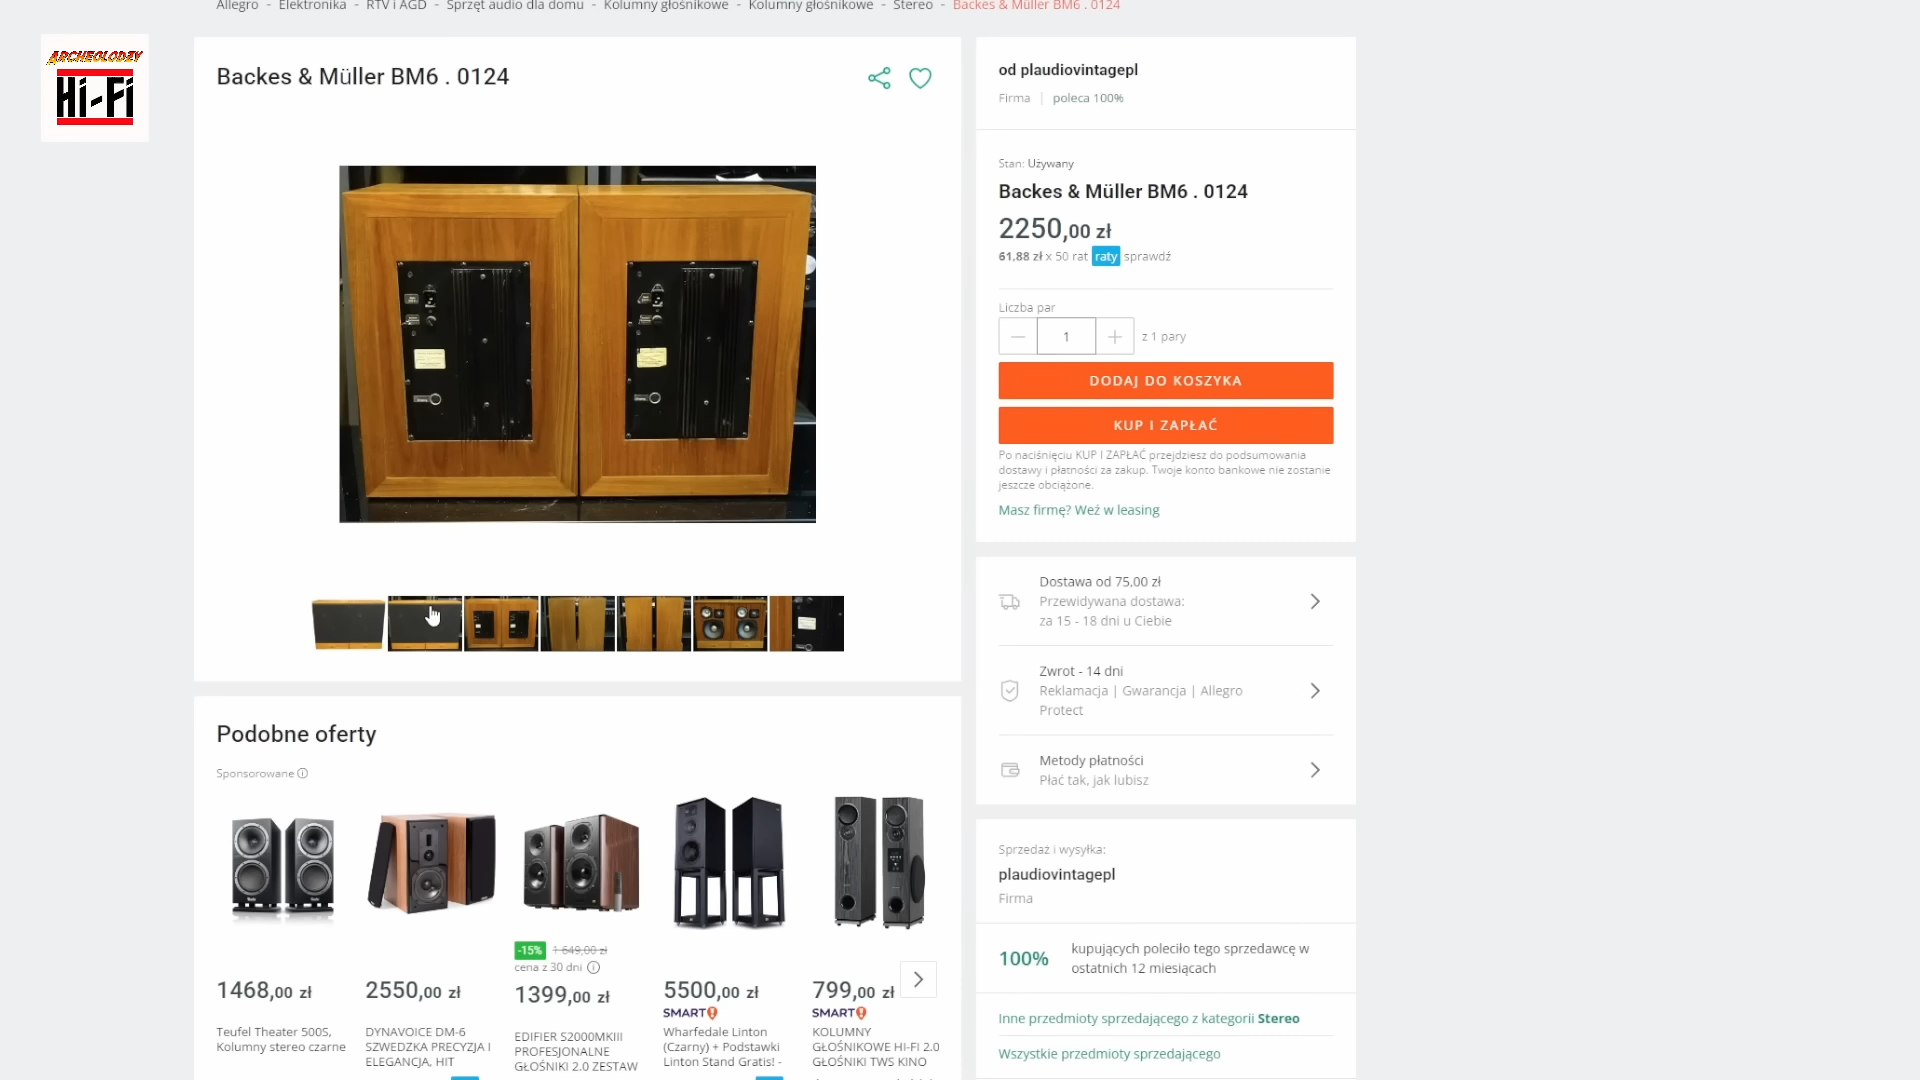 Allegro - Elektronika - RTV i AGD - Sprzęt audio dla domu - Kolumny głośnikowe - Kolumny głośnikowe - Stereo - Backes & Müller BM6 . 0124
ARCHEOLODZY
Hi-Fi
Backes & Müller BM6 . 0124
od plaudiovintagepl
Firma | poleca 100%
Stan: Używany
Backes & Müller BM6 . 0124
2250,00 zł
61,88 zł x 50 rat raty sprawdź
Liczba par
1
z 1 pary
DODAJ DO KOSZYKA
KUP I ZAPŁAĆ
Po naciśnięciu KUP I ZAPŁAĆ przejdziesz do podsumowania
dostawy i płatności za zakup. Twoje konto bankowe nie zostanie
jeszcze obciążone.
Masz firmę? Weź w leasing
Dostawa od 75,00 zł
Przewidywana dostawa:
za 15 - 18 dni u Ciebie
Zwrot - 14 dni
Reklamacja | Gwarancja | Allegro
Protect
Metody płatności
Płać tak, jak lubisz
Sprzedaż i wysyłka:
plaudiovintagepl
Firma
100%
kupujących poleciło tego sprzedawcę w
ostatnich 12 miesiącach
Inne przedmioty sprzedającego z kategorii Stereo
Wszystkie przedmioty sprzedającego
Podobne oferty
Sponsorowane
1468,00 zł
Teufel Theater 500S,
Kolumny stereo czarne
2550,00 zł
DYNAVOICE DM-6
SZWEDZKA PRECYZJA I
ELEGANCJA, HIT
-15% 1 649,00 zł
cena z 30 dni
1399,00 zł
EDIFIER S2000MKIII
PROFESJONALNE
GŁOŚNIKI 2.0 ZESTAW
5500,00 zł
SMART!
Wharfedale Linton
(Czarny) + Podstawki
Linton Stand Gratis! -
799,00 zł
SMART!
KOLUMNY
GŁOŚNIKOWE HI-FI 2.0
GŁOŚNIKI TWS KINO